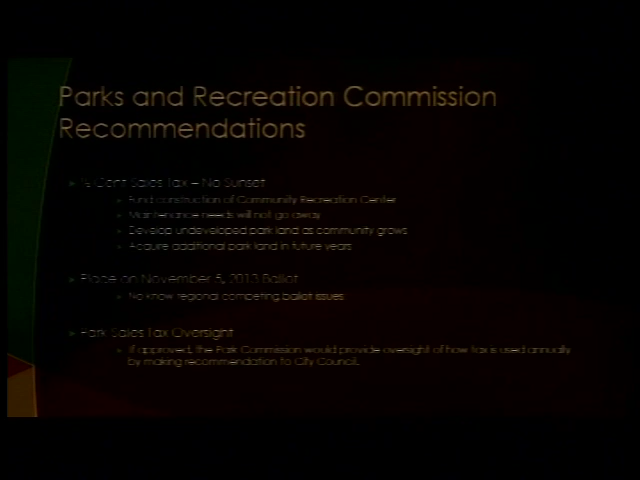 Parks and Recreation Commission
Recommendations
½ Cent Sales Tax – No Sunset
Fund construction of Community Recreation Center
Maintenance needs will not go away
Develop undeveloped park land as community grows
Acquire additional park land in future years
Place on November 5, 2013 Ballot
No know regional competing ballot issues
Park Sales Tax Oversight
If approved, the Park Commission would provide oversight of how tax is used annually
by making recommendation to City Council.